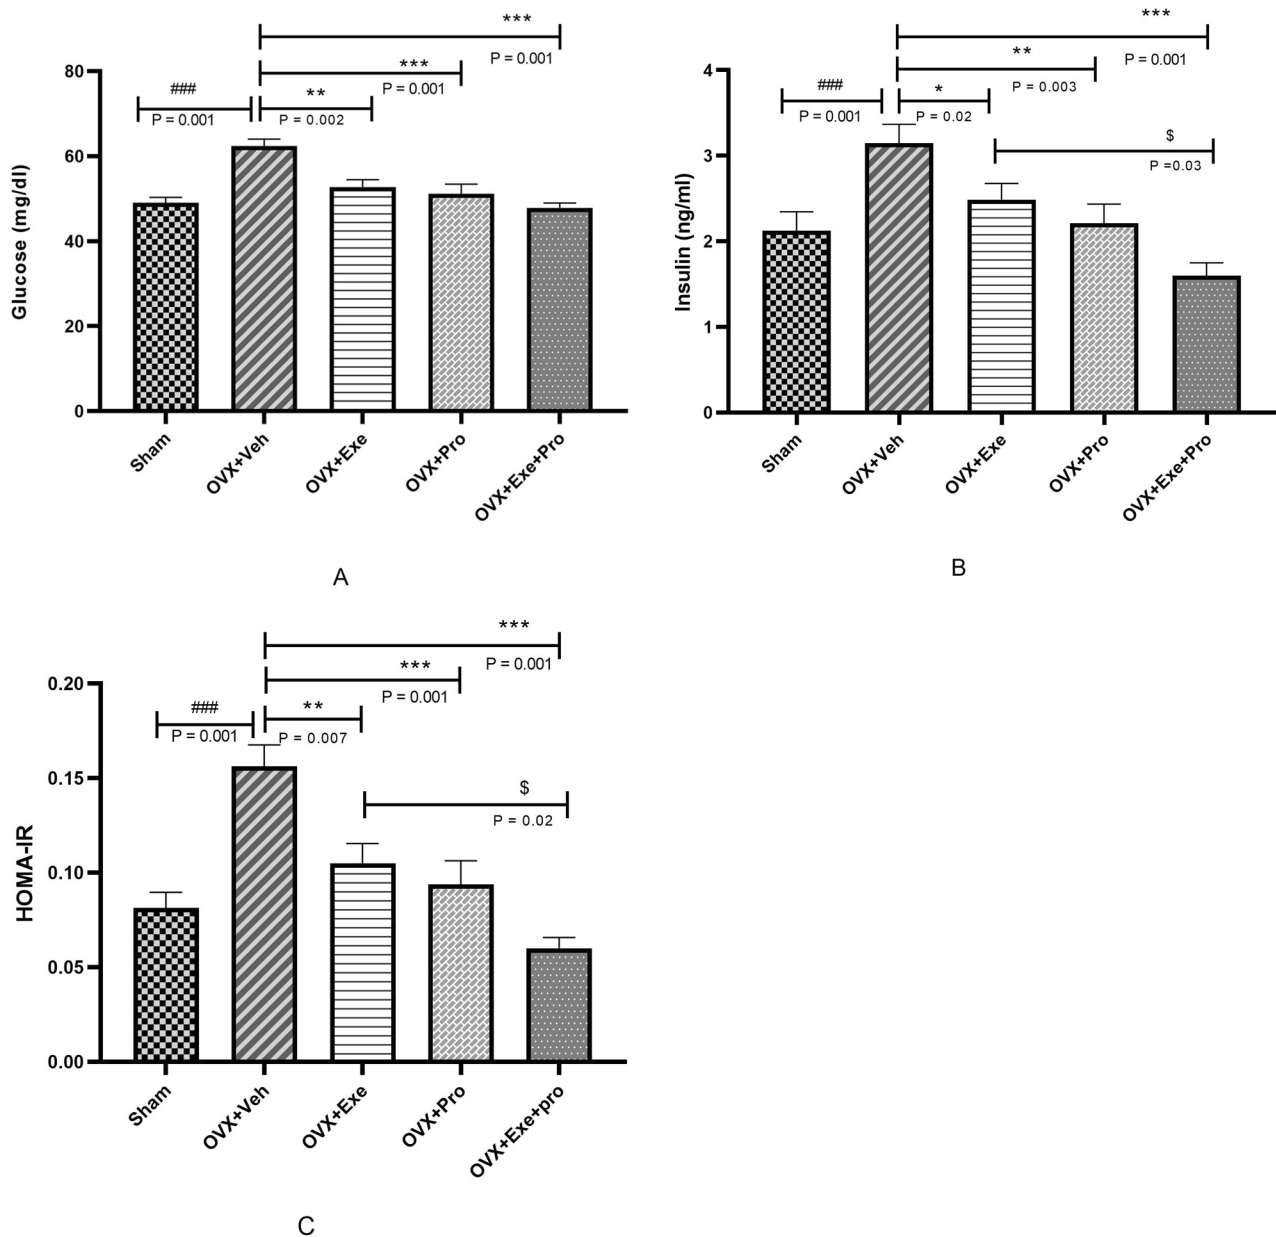 ***
P = 0.001
***
P = 0.001
###
**
P = 0.001
P = 0.002
80
60
40
20
0
Glucose (mg/dl)
Sham
OVX+Veh
OVX+Exe
OVX+Pro
OVX+Exe+Pro
A
***
P = 0.001
**
P = 0.003
###
*
P = 0.001
P = 0.02
$
P =0.03
4
3
2
1
0
Insulin (ng/ml)
Sham
OVX+Veh
OVX+Exe
OVX+Pro
OVX+Exe+Pro
B
***
P = 0.001
***
P = 0.001
###
**
P = 0.001
P = 0.007
$
P = 0.02
0.20
0.15
0.10
0.05
0.00
HOMA-IR
Sham
OVX+Veh
OVX+Exe
OVX+Pro
OVX+Exe+pro
C